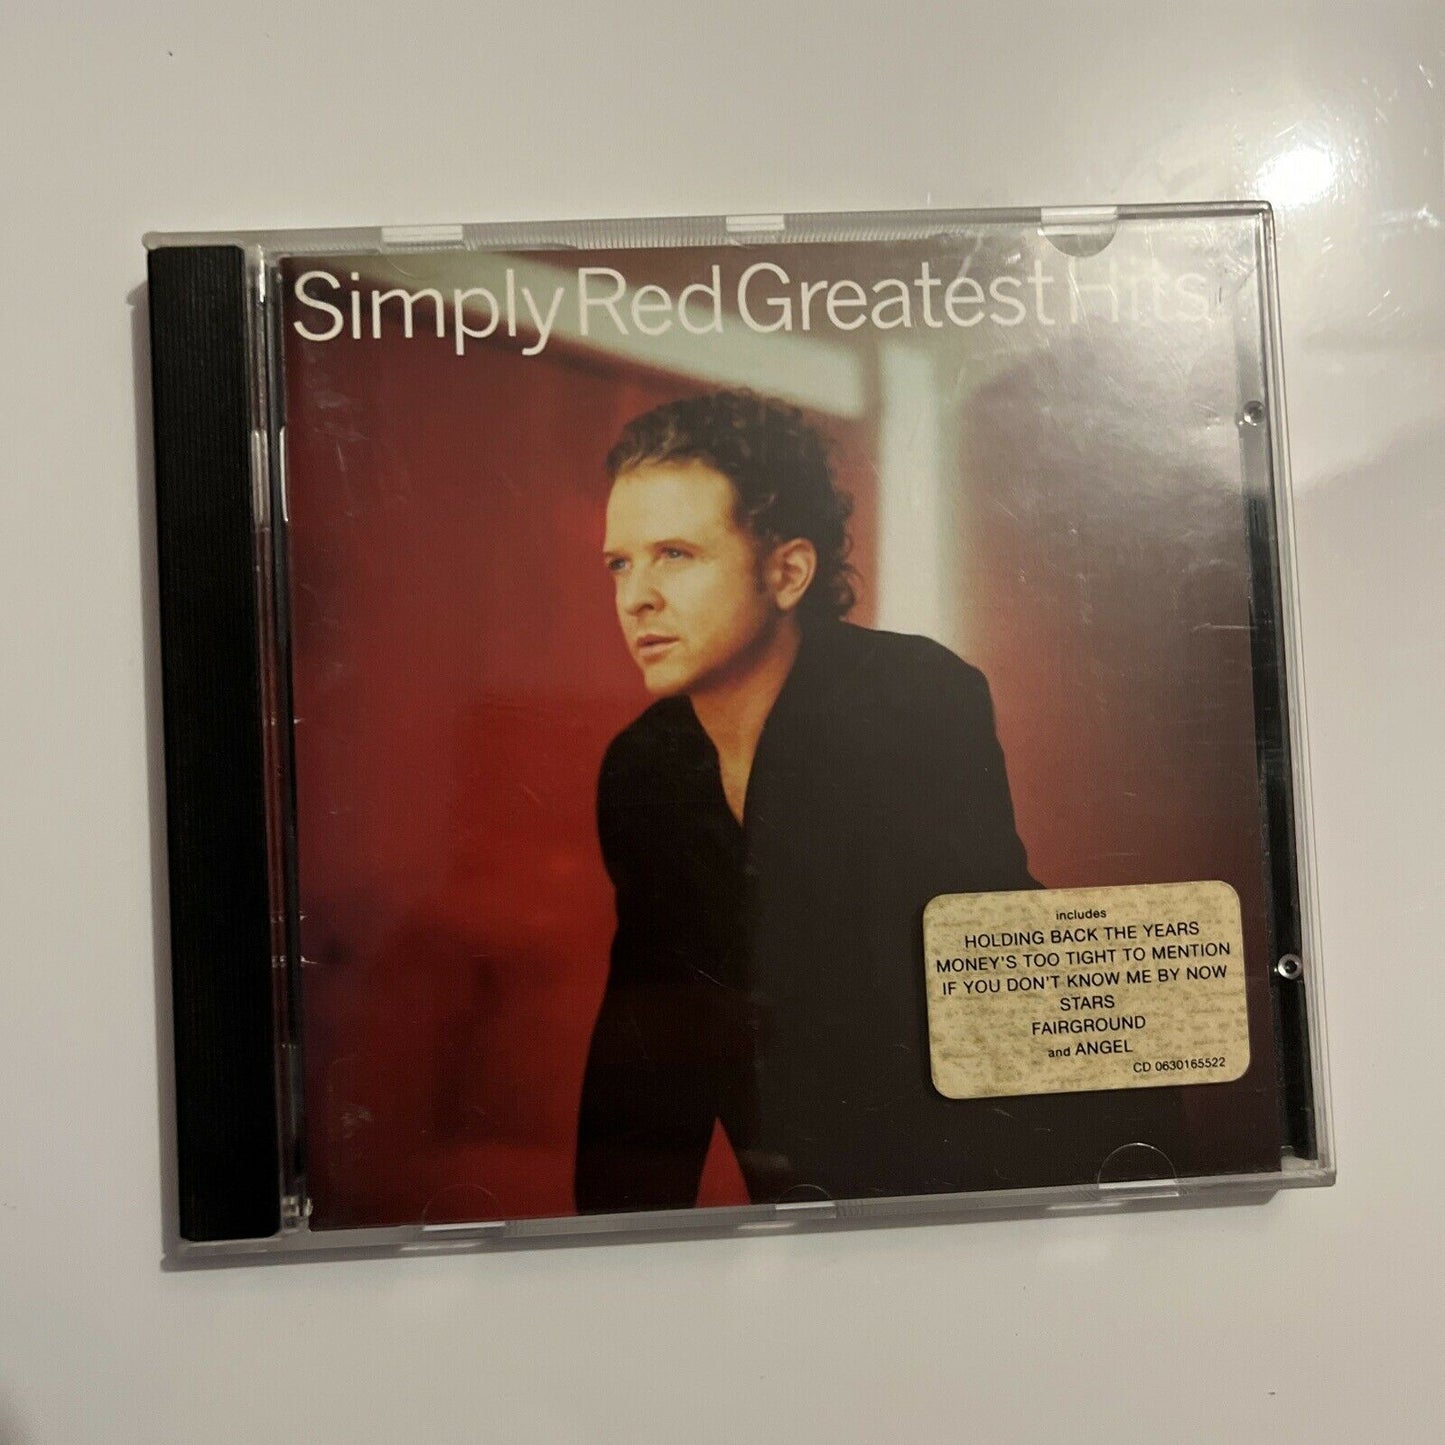 Simply Red Greatest Hits
includes
HOLDING BACK THE YEARS
MONEY'S TOO TIGHT TO MENTION
IF YOU DON'T KNOW ME BY NOW
STARS
FAIRGROUND
and ANGEL
CD 0630165522